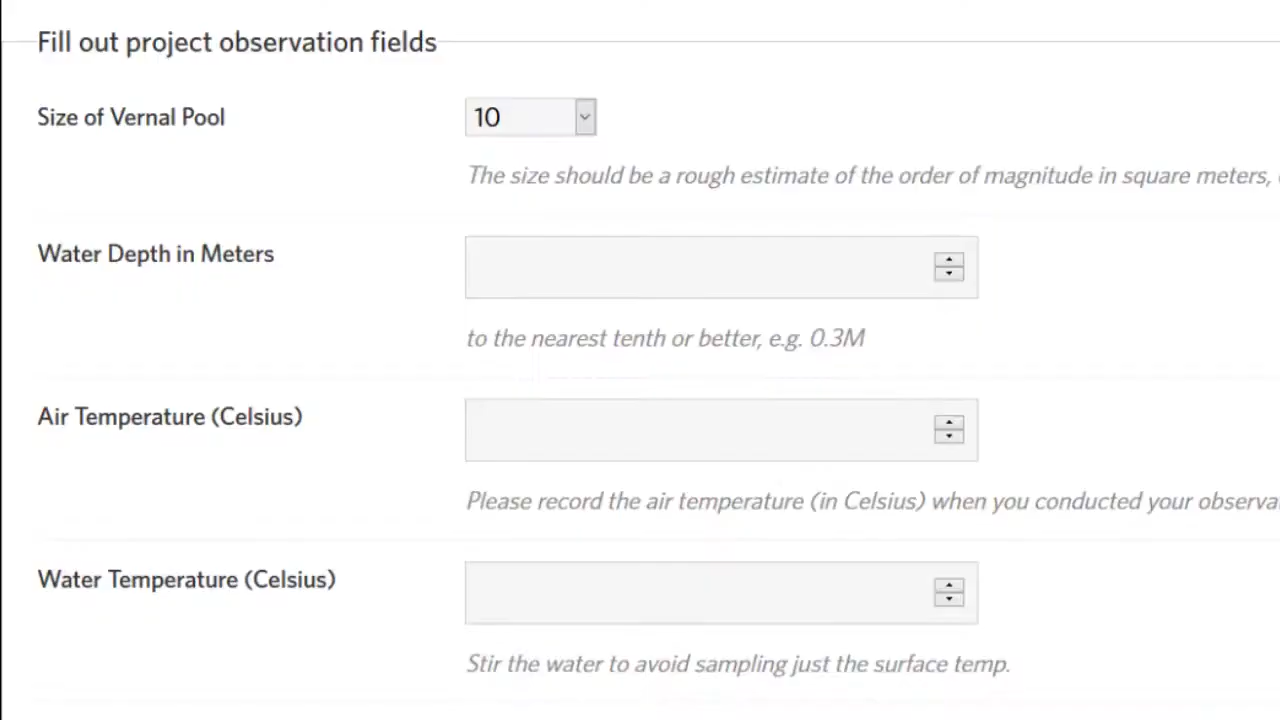 Fill out project observation fields
Size of Vernal Pool
10
The size should be a rough estimate of the order of magnitude in square meters,
Water Depth in Meters
to the nearest tenth or better, e.g. 0.3M
Air Temperature (Celsius)
Please record the air temperature (in Celsius) when you conducted your
Water Temperature (Celsius)
Stir the water to avoid sampling just the surface temp.